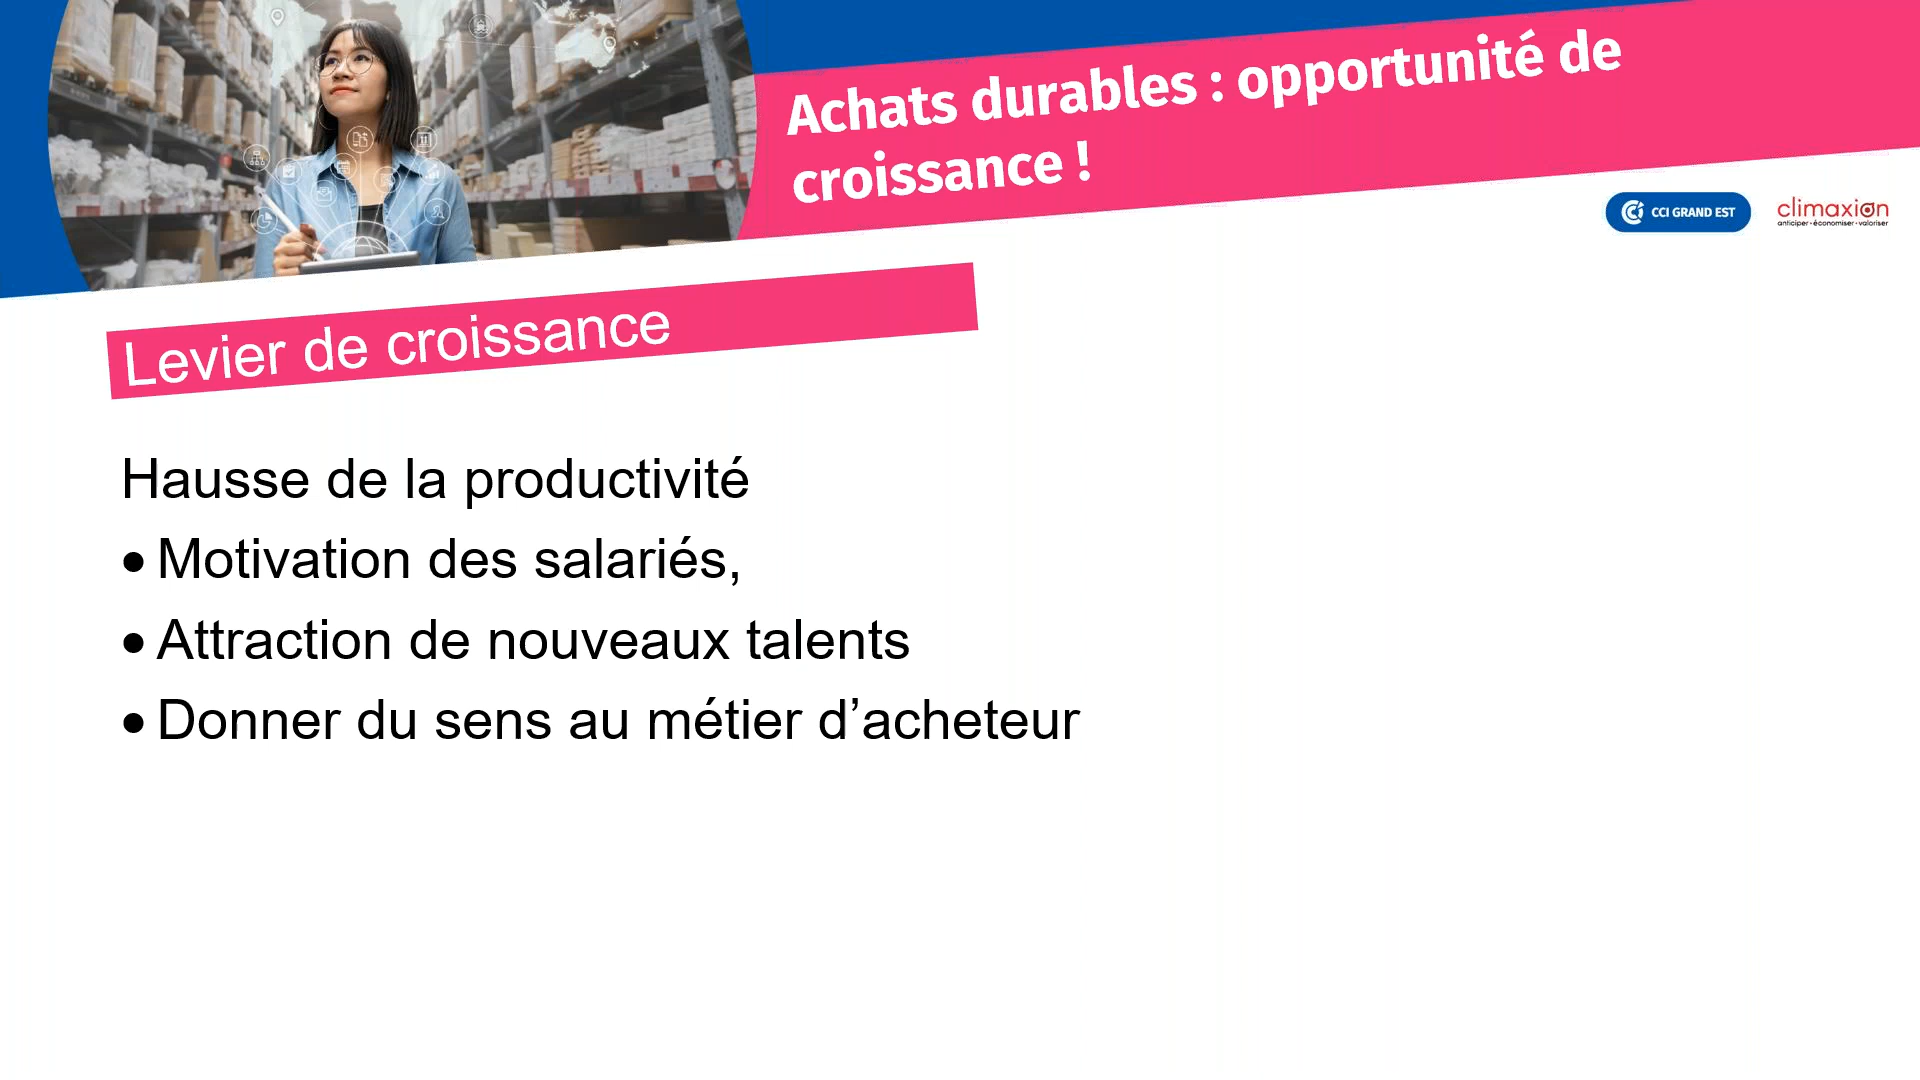 Achats durables : opportunité de
croissance !
CCI GRAND EST
climaxion
anticiper • économiser • valoriser
Levier de croissance
Hausse de la productivité
• Motivation des salariés,
• Attraction de nouveaux talents
• Donner du sens au métier d’acheteur